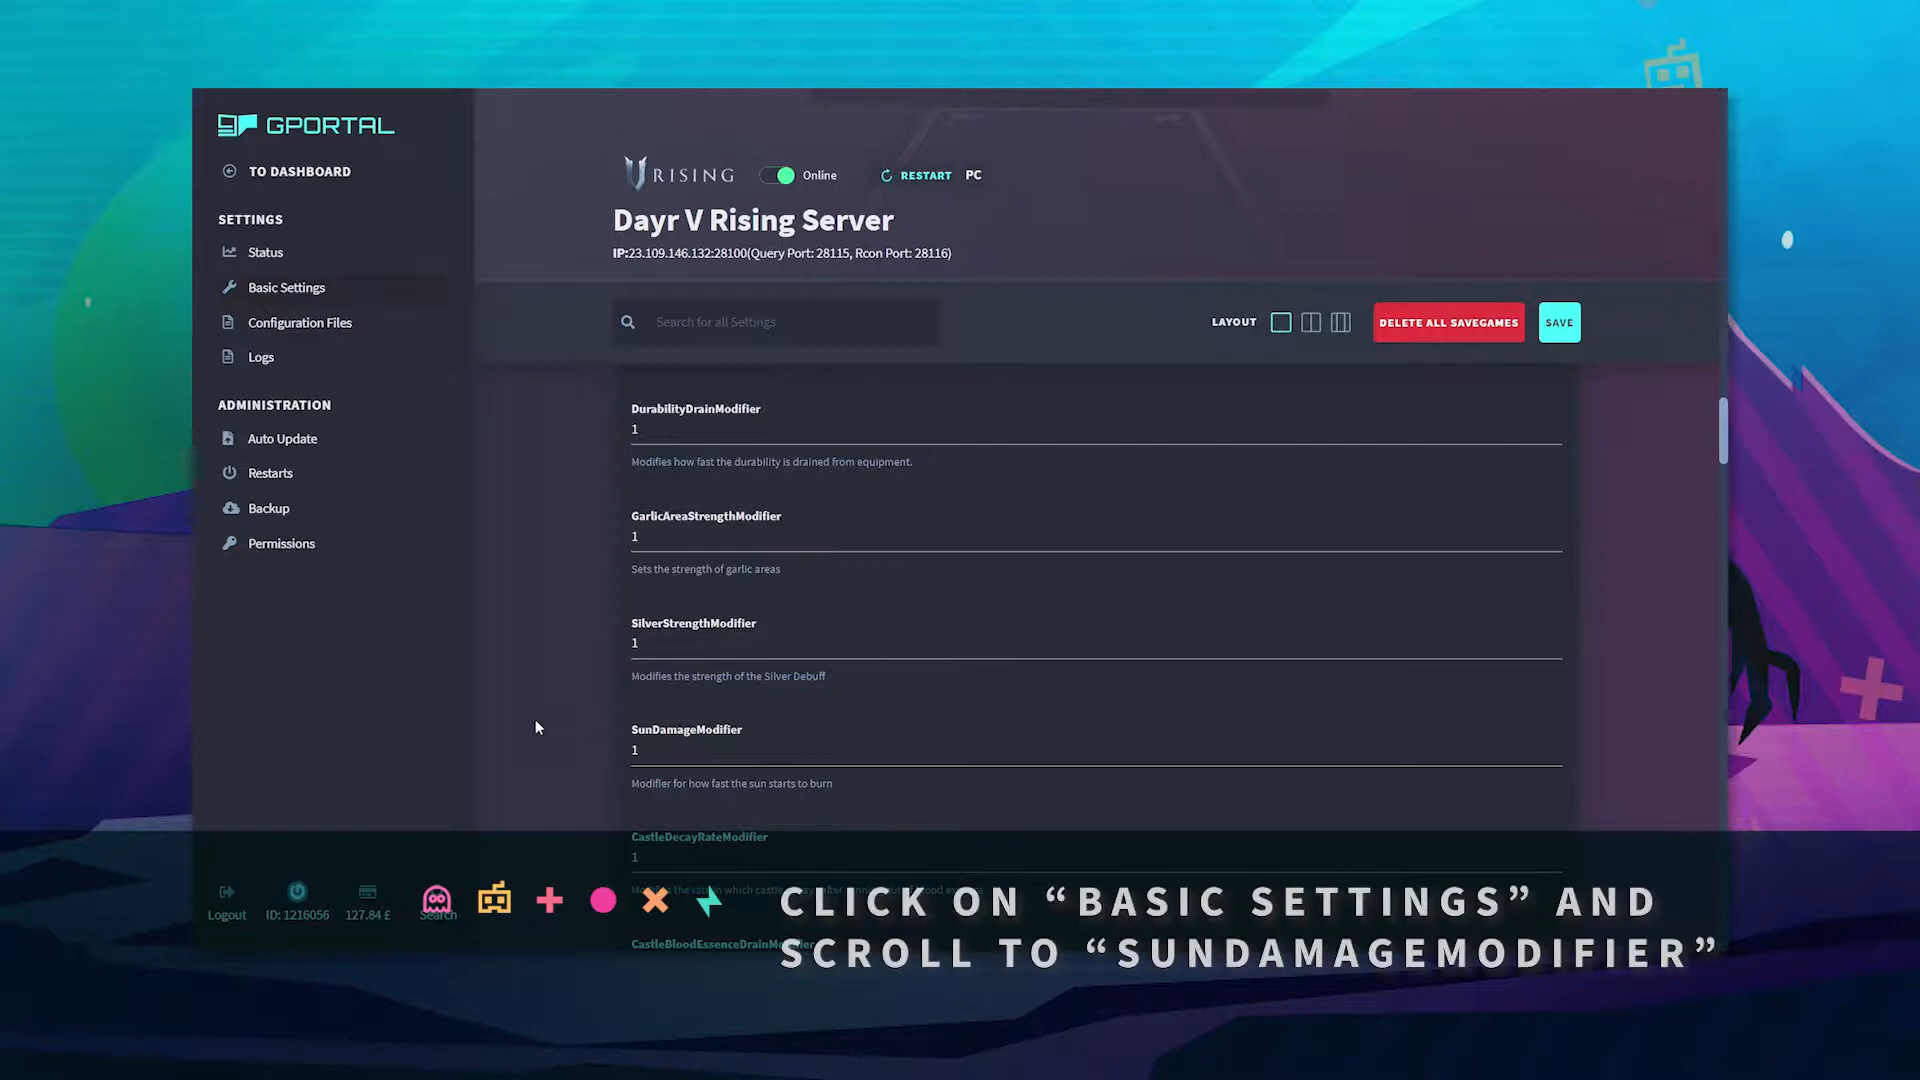 GPORTAL
TO DASHBOARD
SETTINGS
Status
Basic Settings
Configuration Files
Logs
ADMINISTRATION
Auto Update
Restarts
Backup
Permissions
V RISING
Online
RESTART
PC
Dayr V Rising Server
IP:23.109.146.132:28100(Query Port: 28115, Rcon Port: 28116)
Search for all Settings
LAYOUT
DELETE ALL SAVEGAMES
SAVE
DurabilityDrainModifier
1
Modifies how fast the durability is drained from equipment.
GarlicAreaStrengthModifier
1
Sets the strength of garlic areas
SilverStrengthModifier
1
Modifies the strength of the Silver Debuff
SunDamageModifier
1
Modifier for how fast the sun starts to burn
CastleDecayRateModifier
1
CastleBloodEssenceDrainModifier
Logout
ID: 1216056
127.84 £
Search
CLICK ON “BASIC SETTINGS” AND
SCROLL TO “SUNDAMAGEMODIFIER”